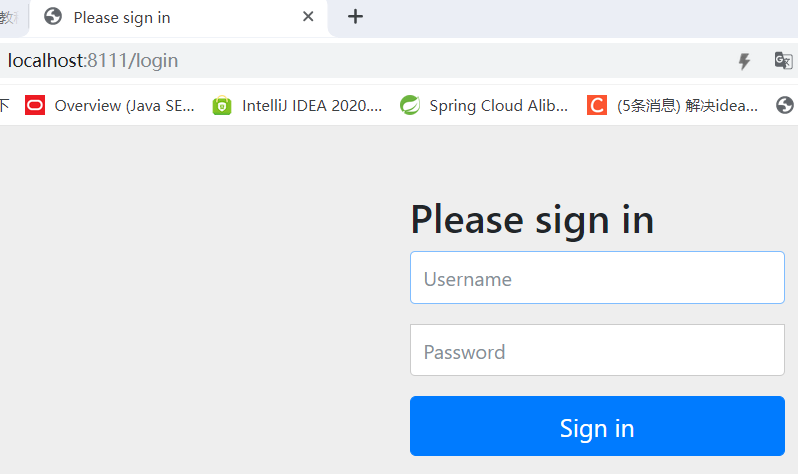 Please sign in
localhost:8111/login
下 Overview (Java SE... IntelliJ IDEA 2020.... Spring Cloud Alib... (5条消息) 解决idea...
Please sign in
Username
Password
Sign in